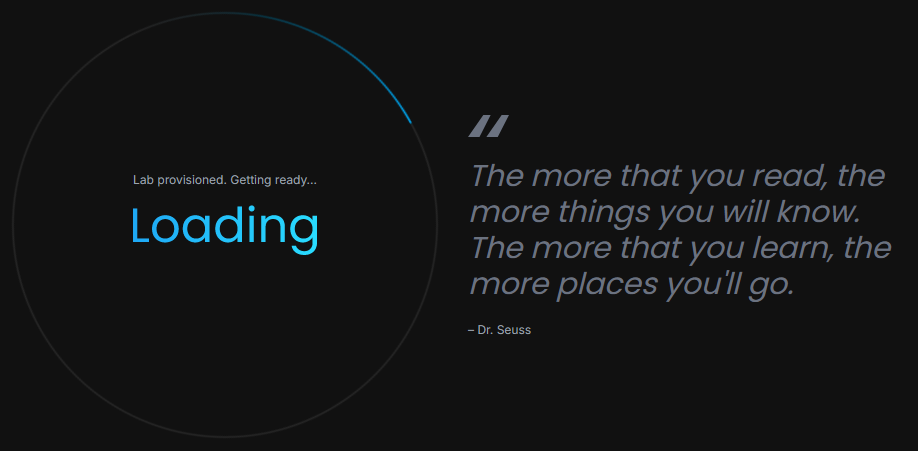 Lab provisioned. Getting ready...
Loading
"
The more that you read, the
more things you will know.
The more that you learn, the
more places you'll go.
– Dr. Seuss